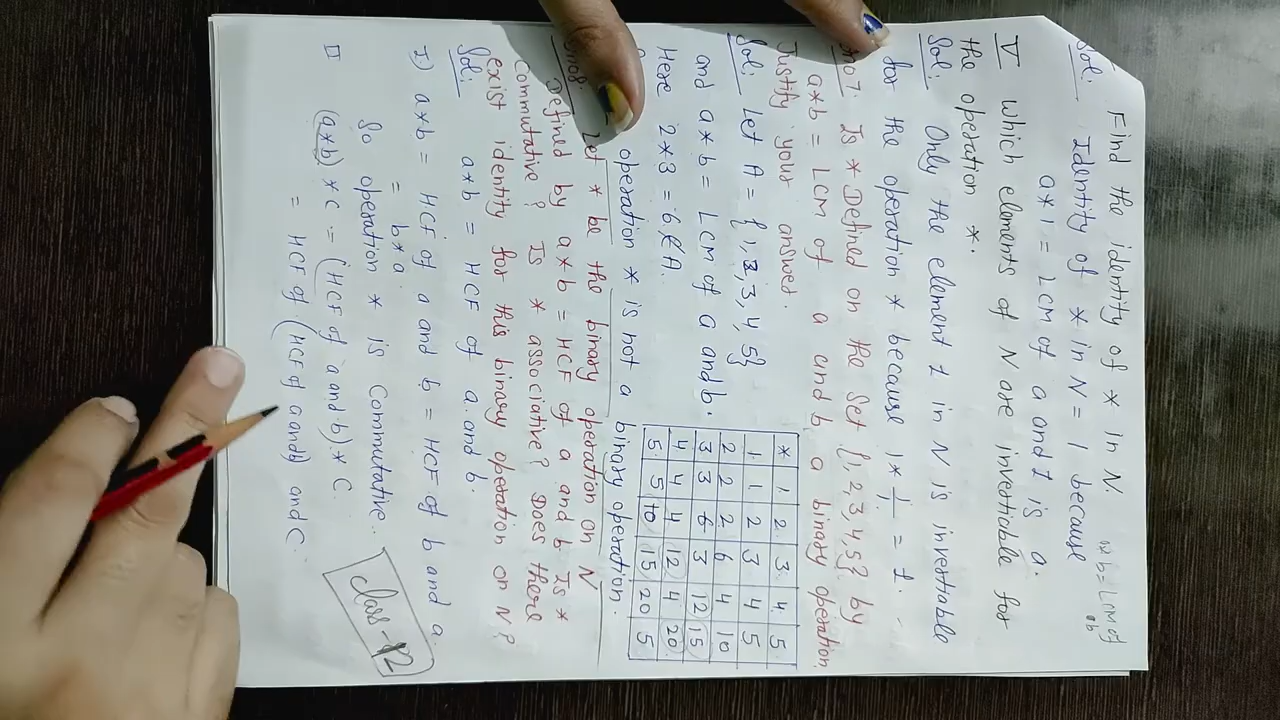 Find the identity of * in N.
a*b = LCM of
ab
Sol: Identity of * in N = 1 because
a*1 = LCM of a and 1 is a.
V which elements of N are investiable for
the operation *.
Sol: Only the element 1 in N is investiable
for the operation * because 1*1/1 = 1.
no 7. Is * Defined on the Set {1,2,3,4,5} by
a*b = LCM of a and b a binary operation
Justify your answer.
Sol: Let A = {1,2,3,4,5}
and a*b = LCM of a and b.
Here 2*3 = 6 ∉ A.
operation * is not a binary operation.
* 1 2 3 4 5
1 1 2 3 4 5
2 2 2 6 4 10
3 3 6 3 12 15
4 4 4 12 4 20
5 5 10 15 20 5
Let * be the binary operation on N
Defined by a*b = HCF of a and b Is *
commutative? Is * associative? Does there
exist identity for this binary operation on N?
Sol: a*b = HCF of a and b.
I) a*b = HCF of a and b = HCF of b and a
= b*a
So operation * is commutative.
II (a*b)*c = (HCF of a and b)*c
= HCF of (HCF of a and b) and c.
class-12